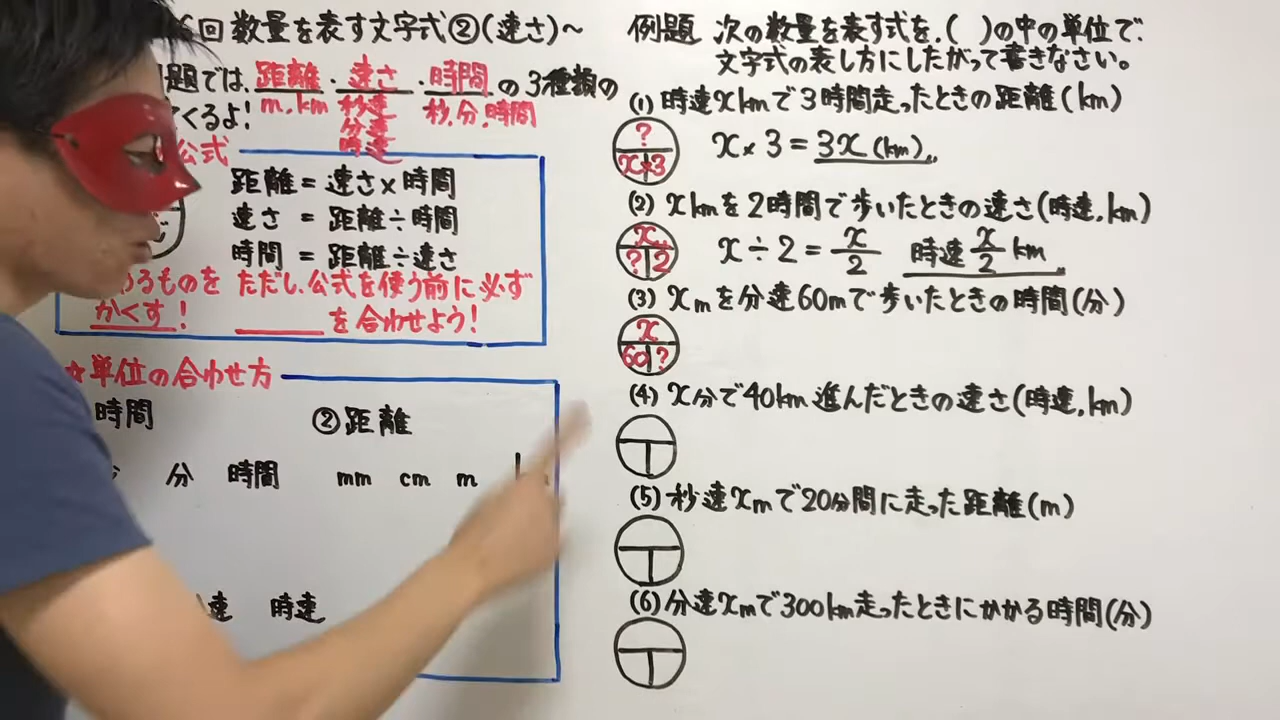 6回 数量を表す文字式②(速さ)~
題では、距離・速さ・時間の3種類の
m,km 秒速 秒,分,時間
分速
時速
くるよ!
公式
距離=速さ×時間
速さ =距離÷時間
時間 =距離÷速さ
るものを ただし、公式を使う前に必ず
かくす! を合わせよう!
☆単位の合わせ方
時間 ②距離
分 時間 mm cm m
速 時速
例題 次の数量を表す式を、( )の中の単位で、
文字式の表し方にしたがって書きなさい。
(1) 時速xkmで3時間走ったときの距離(km)
? x×3
x×3=3x(km)
(2) xkmを2時間で歩いたときの速さ(時速,km)
x ? 2
x÷2=x/2 時速x/2km
(3) xmを分速60mで歩いたときの時間(分)
x 60 ?
(4) x分で40km進んだときの速さ(時速,km)
(5) 秒速xmで20分間に走った距離(m)
(6) 分速xmで300km走ったときにかかる時間(分)